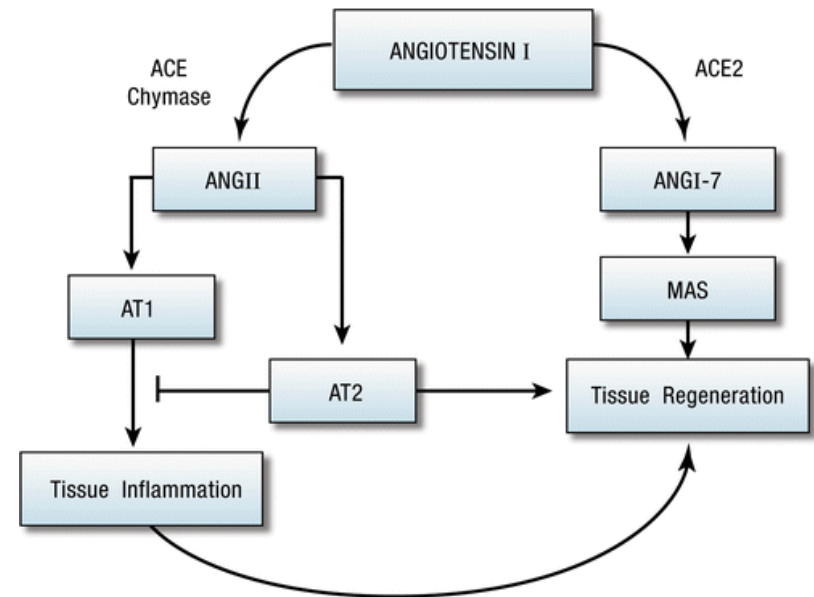 ANGIOTENSIN I
ACE
Chymase
ACE2
ANGII
ANGI-7
AT1
MAS
AT2
Tissue Regeneration
Tissue Inflammation